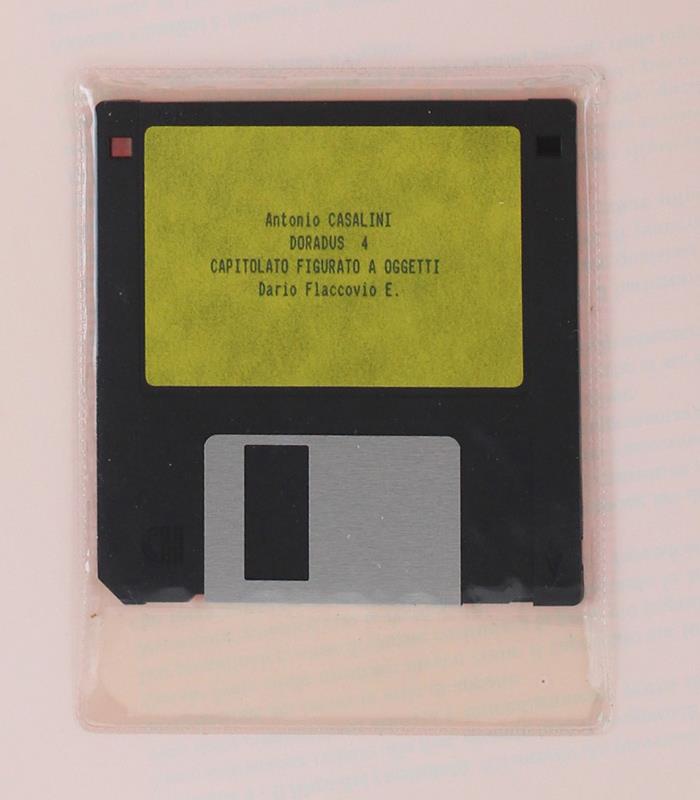 Antonio CASALINI
DORADUS 4
CAPITOLATO FIGURATO A OGGETTI
Dario Flaccovio E.